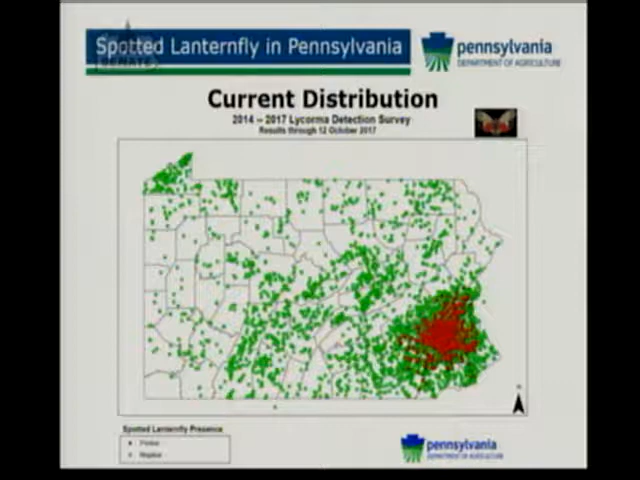 Spotted Lanternfly in Pennsylvania
SENATE
pennsylvania
DEPARTMENT OF AGRICULTURE
Current Distribution
2014 – 2017 Lycorma Detection Survey
Results through 12 October 2017
Spotted Lanternfly Presence
Positive
Negative
pennsylvania
DEPARTMENT OF AGRICULTURE